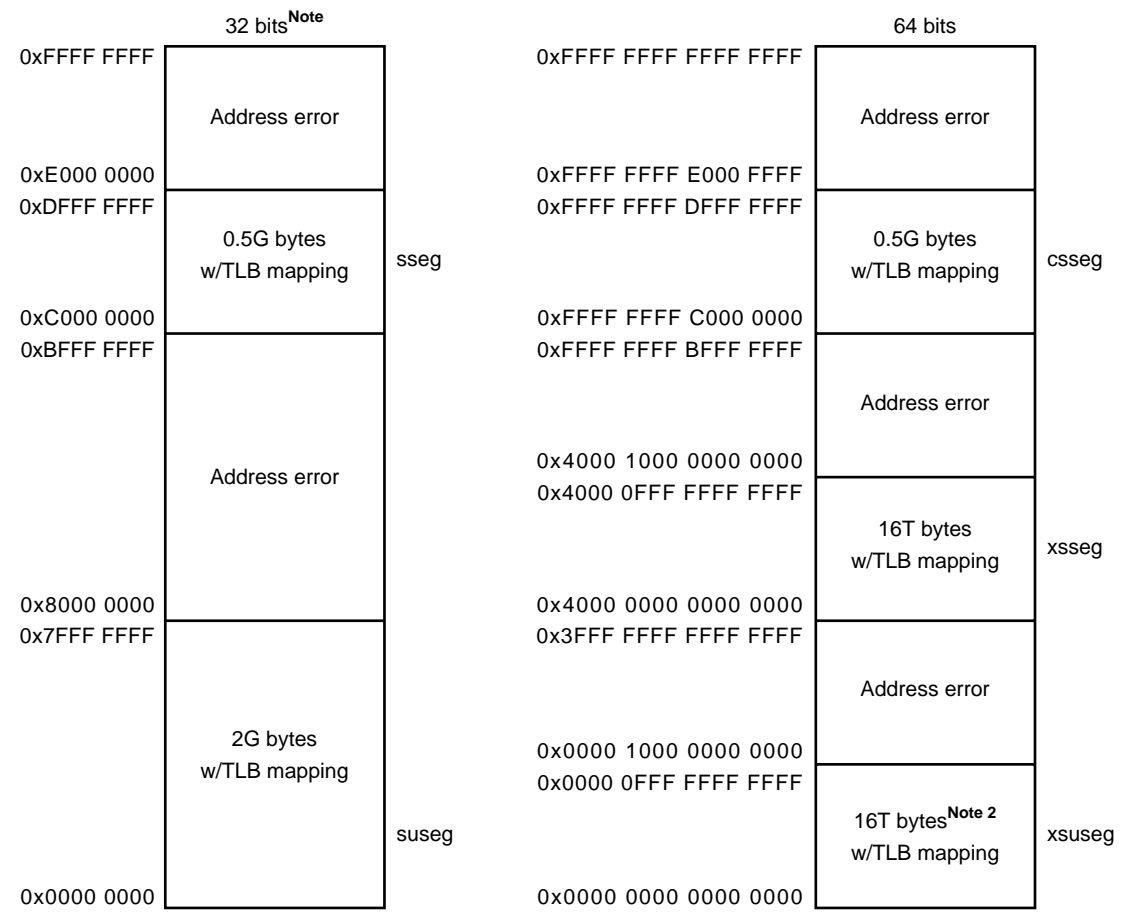 32 bitsNote
0xFFFF FFFF
Address error
0xE000 0000
0xDFFF FFFF
0.5G bytes
w/TLB mapping
sseg
0xC000 0000
0xBFFF FFFF
Address error
0x8000 0000
0x7FFF FFFF
2G bytes
w/TLB mapping
suseg
0x0000 0000
64 bits
0xFFFF FFFF FFFF FFFF
Address error
0xFFFF FFFF E000 FFFF
0xFFFF FFFF DFFF FFFF
0.5G bytes
w/TLB mapping
csseg
0xFFFF FFFF C000 0000
0xFFFF FFFF BFFF FFFF
Address error
0x4000 1000 0000 0000
0x4000 0FFF FFFF FFFF
16T bytes
w/TLB mapping
xsseg
0x4000 0000 0000 0000
0x3FFF FFFF FFFF FFFF
Address error
0x0000 1000 0000 0000
0x0000 0FFF FFFF FFFF
16T bytesNote 2
w/TLB mapping
xsuseg
0x0000 0000 0000 0000